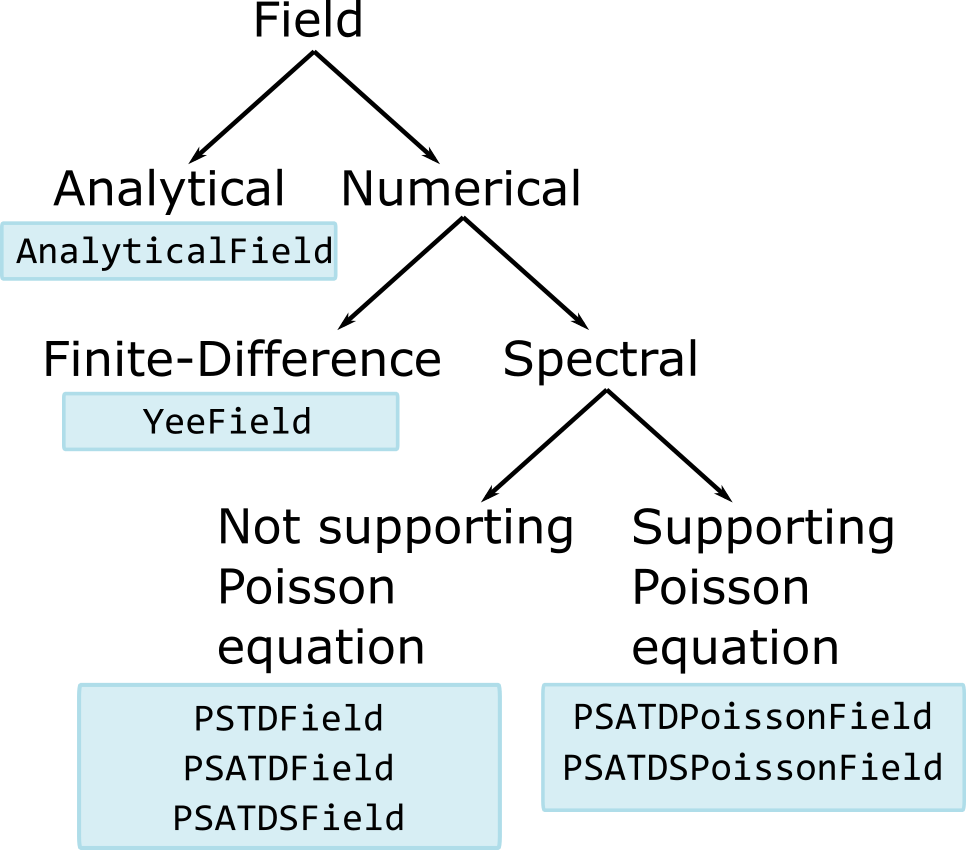 Field
Analytical
Numerical
AnalyticalField
Finite-Difference
Spectral
YeeField
Not supporting
Poisson
equation
Supporting
Poisson
equation
PSTDField
PSATDField
PSATDSField
PSATDPoissonField
PSATDSPoissonField